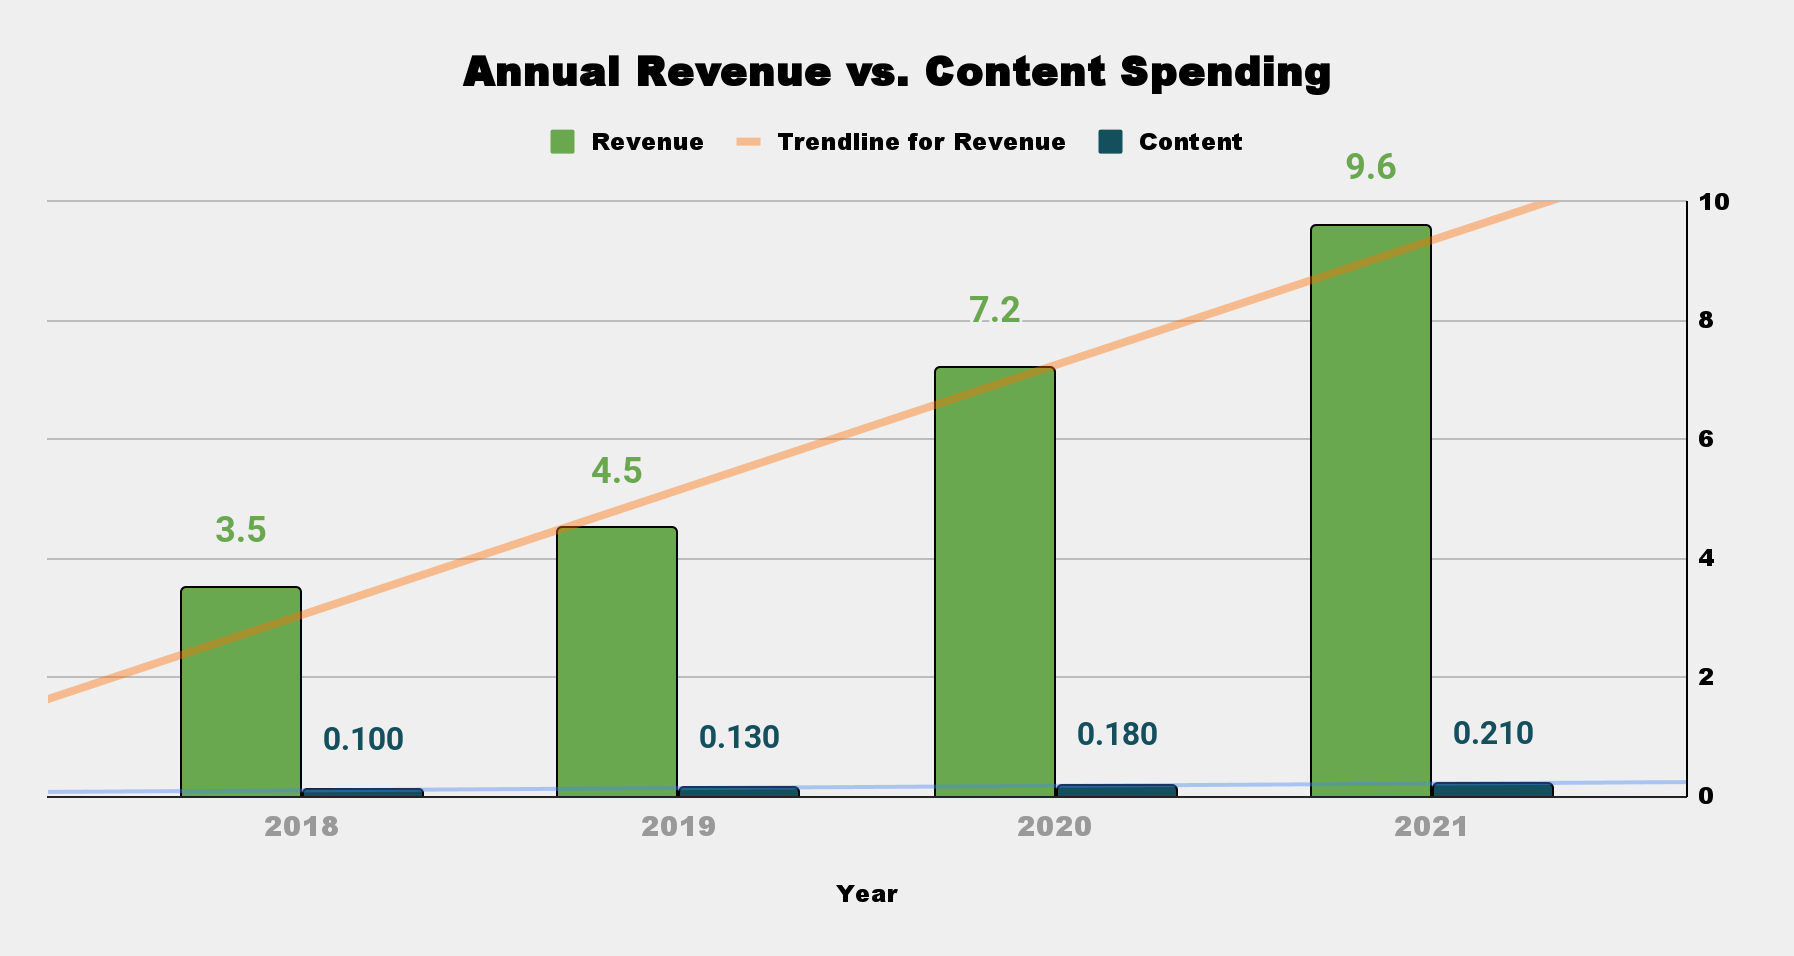 Annual Revenue vs. Content Spending
Revenue Trendline for Revenue Content
9.6
10
7.2
8
6
4.5
3.5
4
2
0.100 0.130 0.180 0.210
0
2018 2019 2020 2021
Year